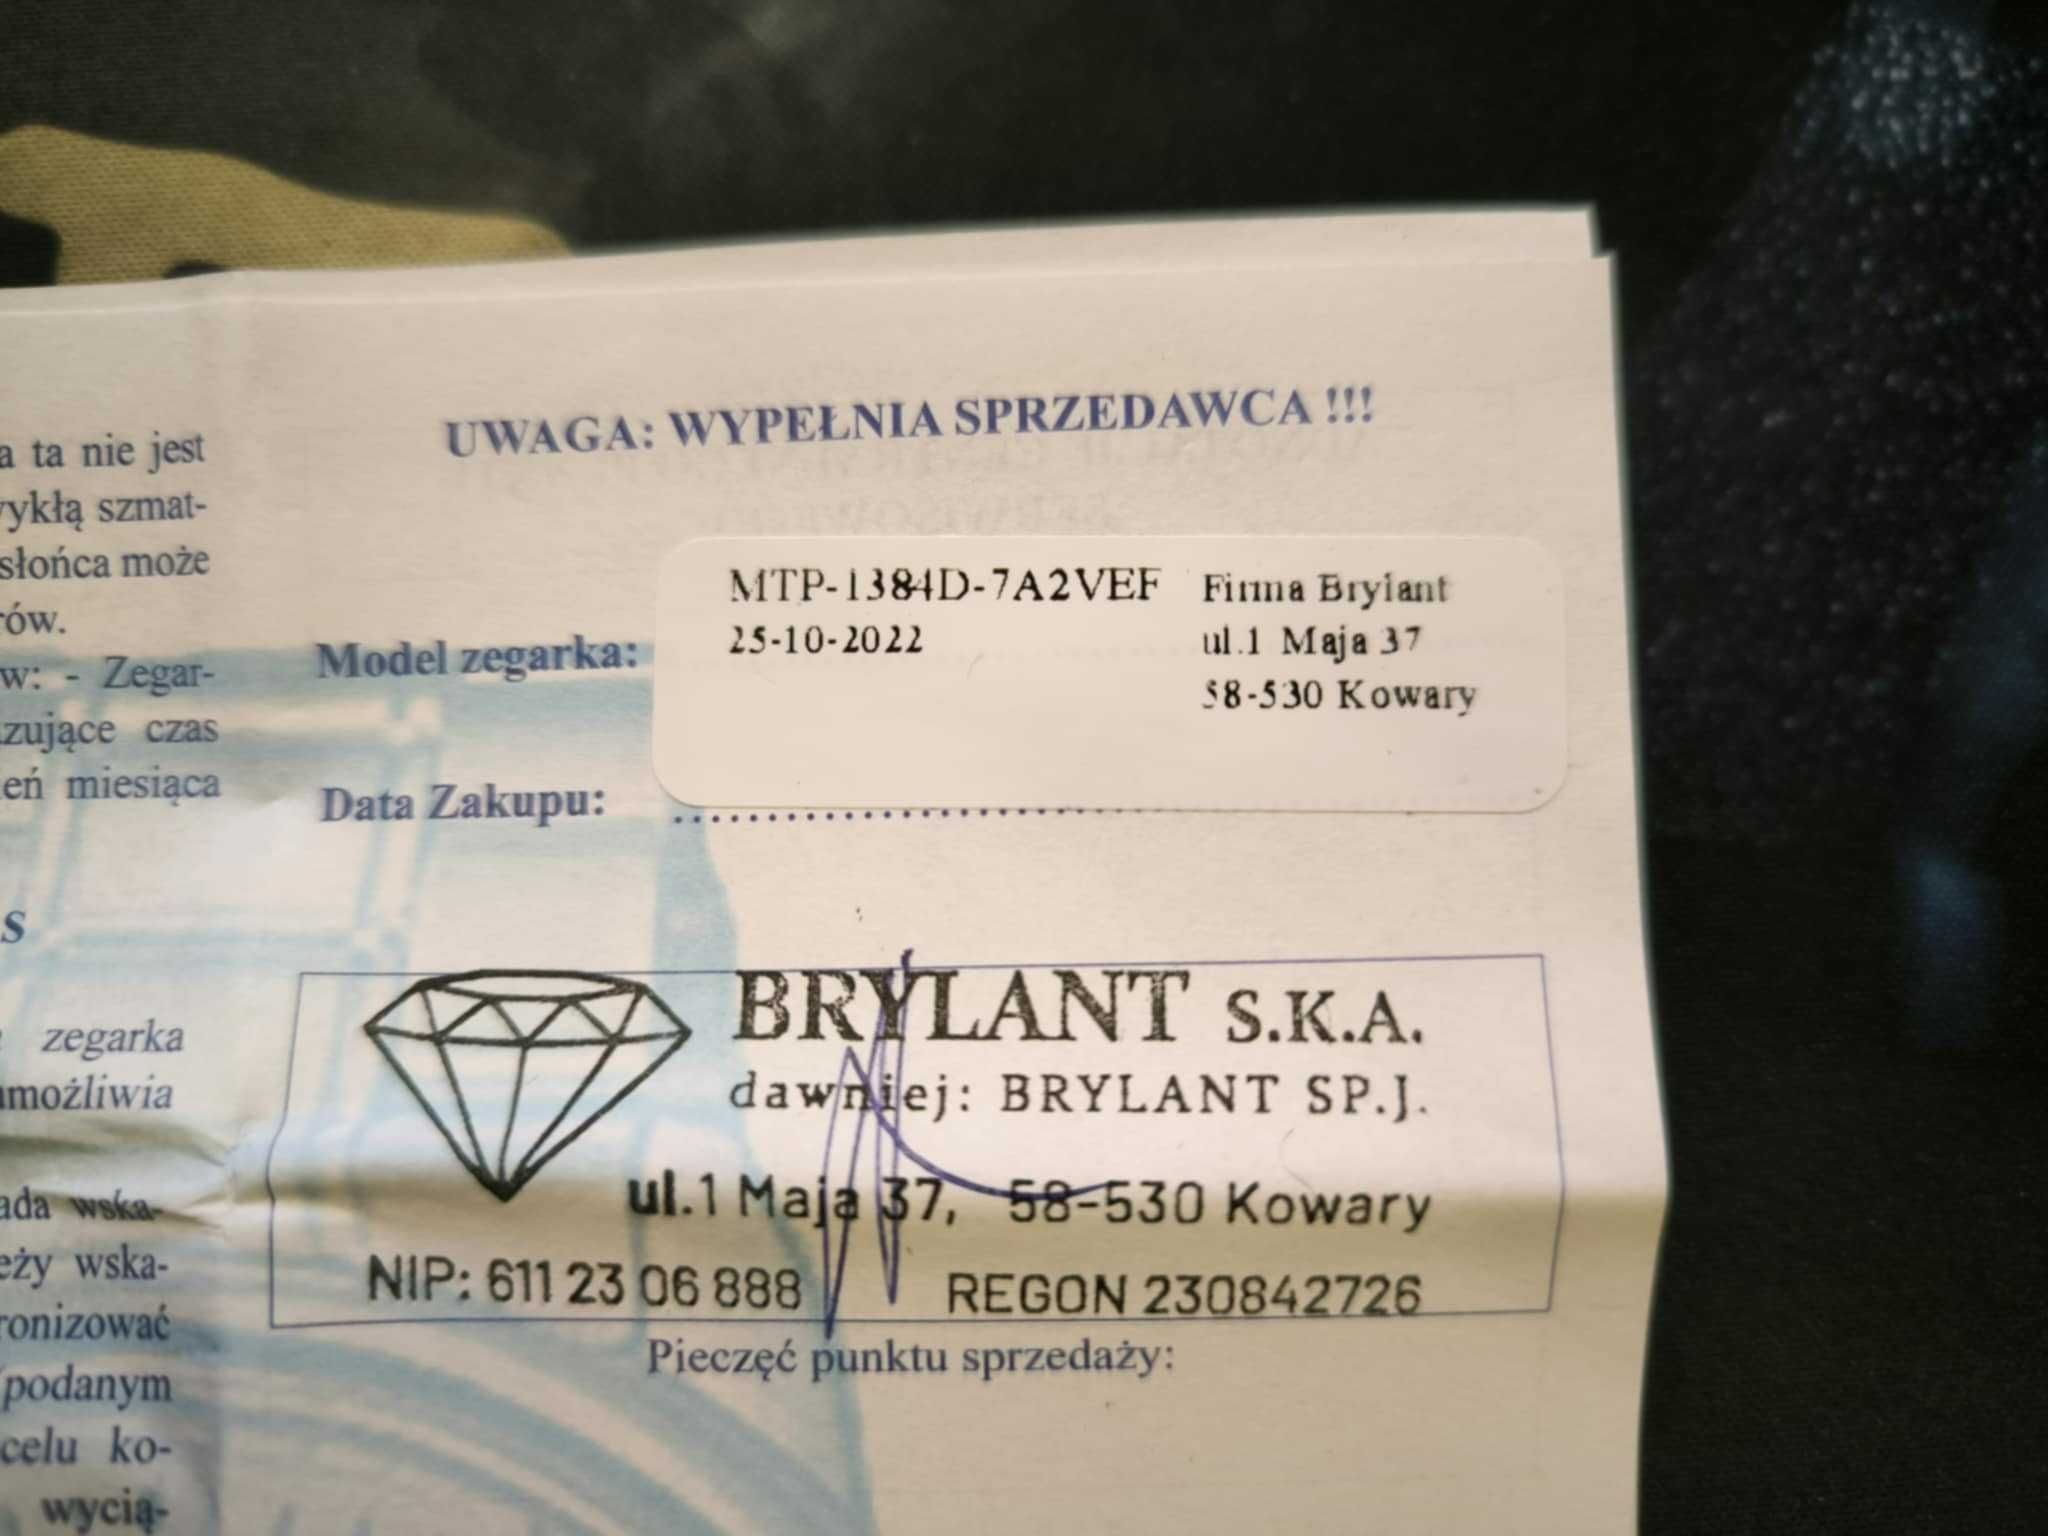 a ta nie jest
ykłą szmat-
słońca może
rów.
w: - Zegar-
zujące czas
eń miesiąca
s
zegarka
możliwia
ada wska-
eży wska-
ronizować
podanym
celu ko-
wycią-
UWAGA: WYPEŁNIA SPRZEDAWCA !!!
MTP-1384D-7A2VEF Firma Brylant
25-10-2022 ul.1 Maja 37
58-530 Kowary
Model zegarka:
Data Zakupu:
BRYLANT S.K.A.
dawniej: BRYLANT SP.J.
ul.1 Maja 37, 58-530 Kowary
NIP: 611 23 06 888 REGON 230842726
Pieczęć punktu sprzedaży: